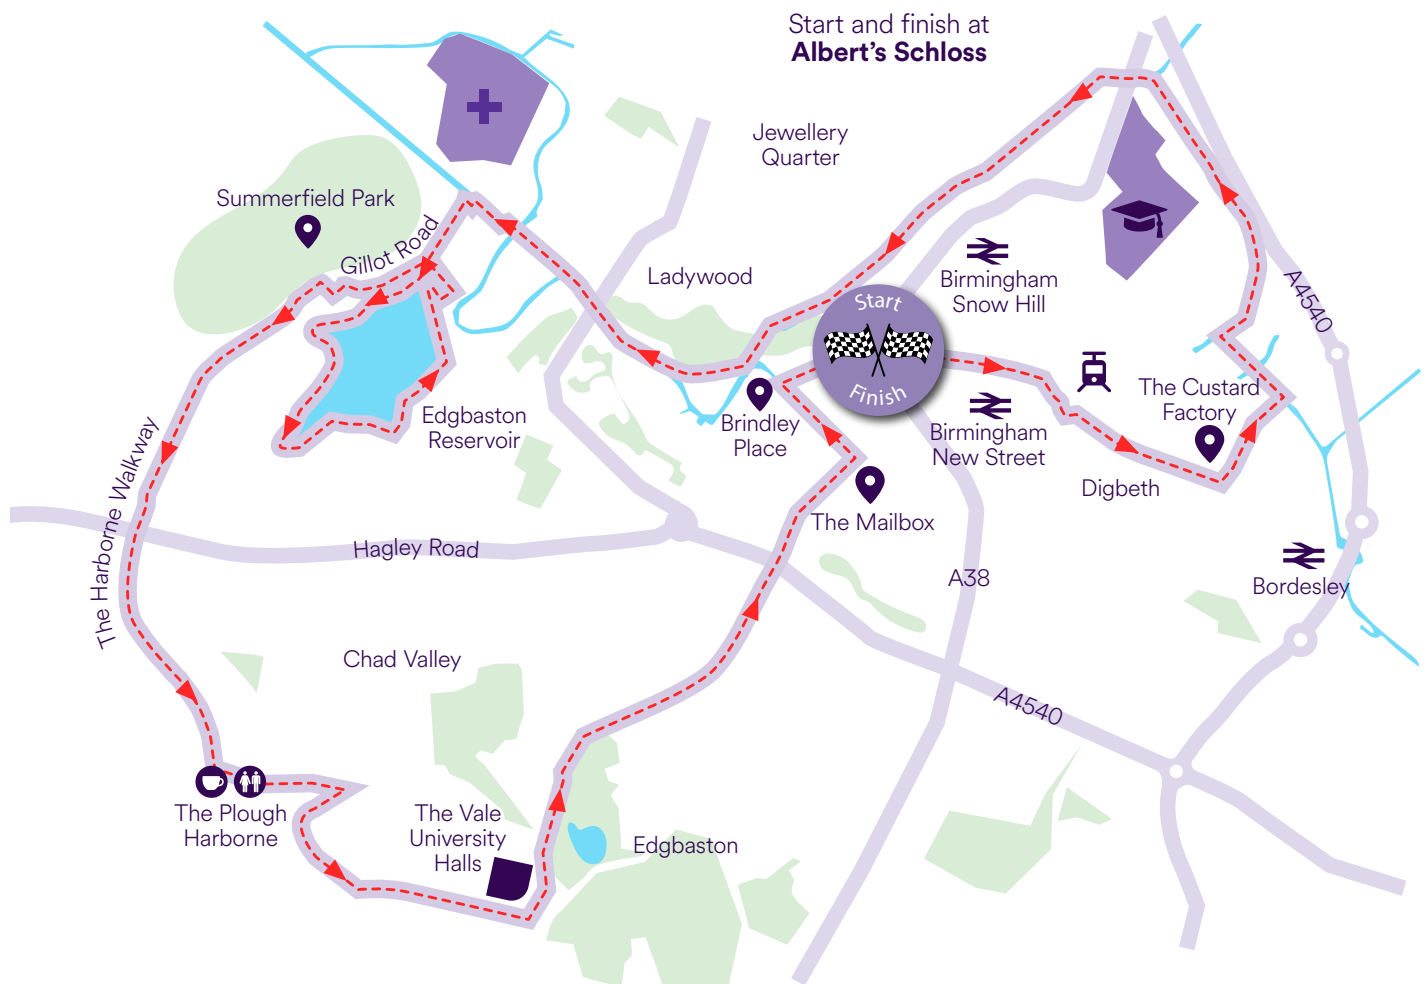 Start and finish at
Albert's Schloss
Jewellery
Quarter
Summerfield Park
Gillot Road
Ladywood
Birmingham
Snow Hill
A4540
Start
Finish
The Custard
Factory
Edgbaston
Reservoir
Brindley
Place
Birmingham
New Street
Digbeth
The Harborne Walkway
The Mailbox
Hagley Road
A38
Bordesley
Chad Valley
A4540
The Plough
Harborne
The Vale
University
Halls
Edgbaston